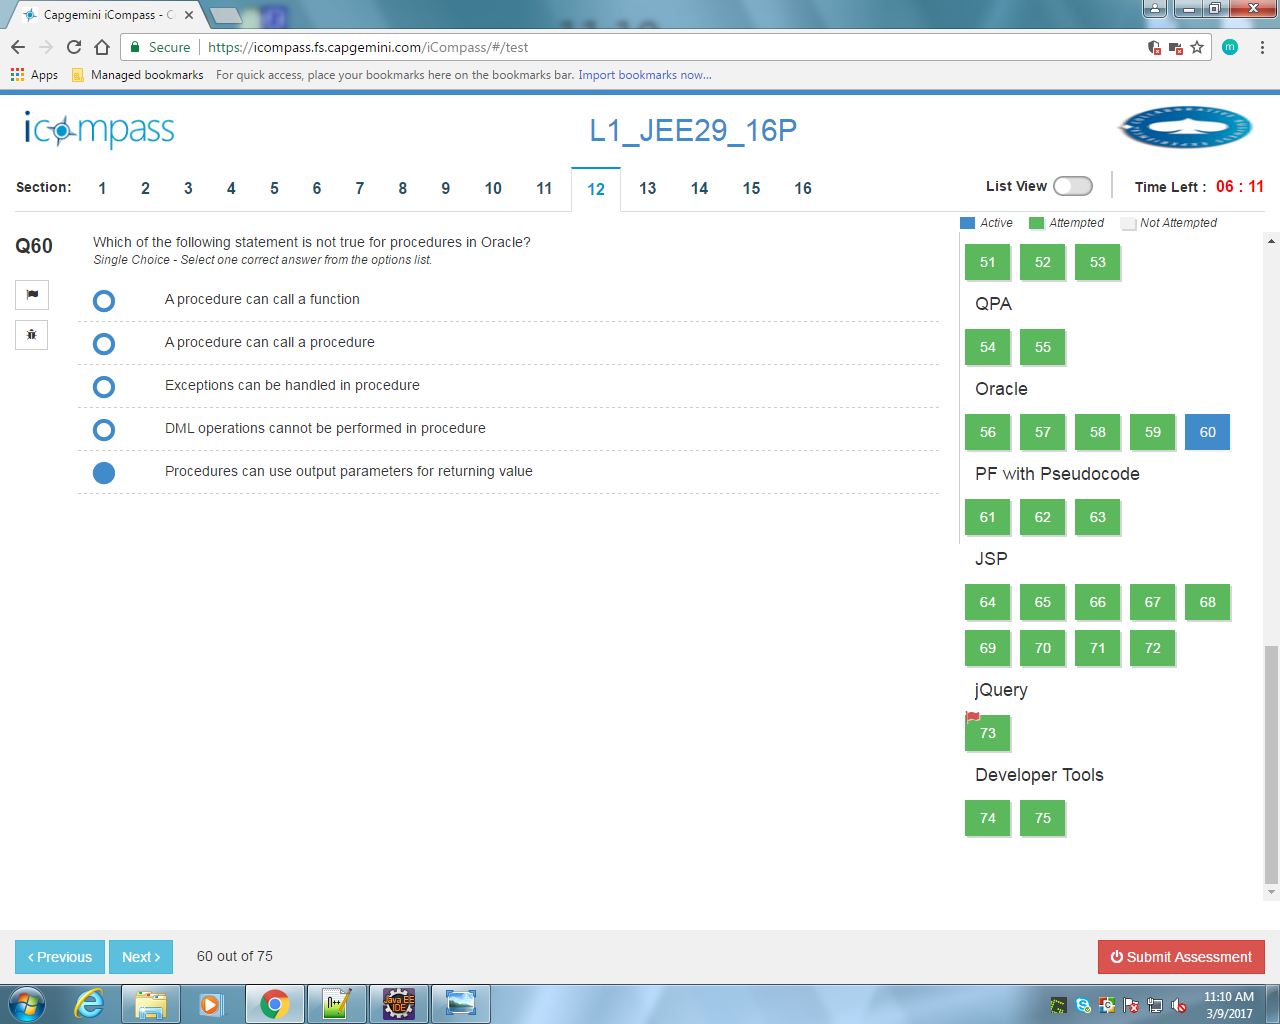 Capgemini iCompass - C
Secure
https://icompass.fs.capgemini.com/iCompass/#/test
m
Apps
Managed bookmarks
For quick access, place your bookmarks here on the bookmarks bar. Import bookmarks now...
icompass
L1_JEE29_16P
Section: 1 2 3 4 5 6 7 8 9 10 11 12 13 14 15 16
List View
Time Left : 06 : 11
Active Attempted Not Attempted
Q60
Which of the following statement is not true for procedures in Oracle?
Single Choice - Select one correct answer from the options list.
A procedure can call a function
A procedure can call a procedure
Exceptions can be handled in procedure
DML operations cannot be performed in procedure
Procedures can use output parameters for returning value
51 52 53
QPA
54 55
Oracle
56 57 58 59 60
PF with Pseudocode
61 62 63
JSP
64 65 66 67 68
69 70 71 72
jQuery
73
Developer Tools
74 75
Previous
Next
60 out of 75
Submit Assessment
Java EE
IDE
11:10 AM
3/9/2017